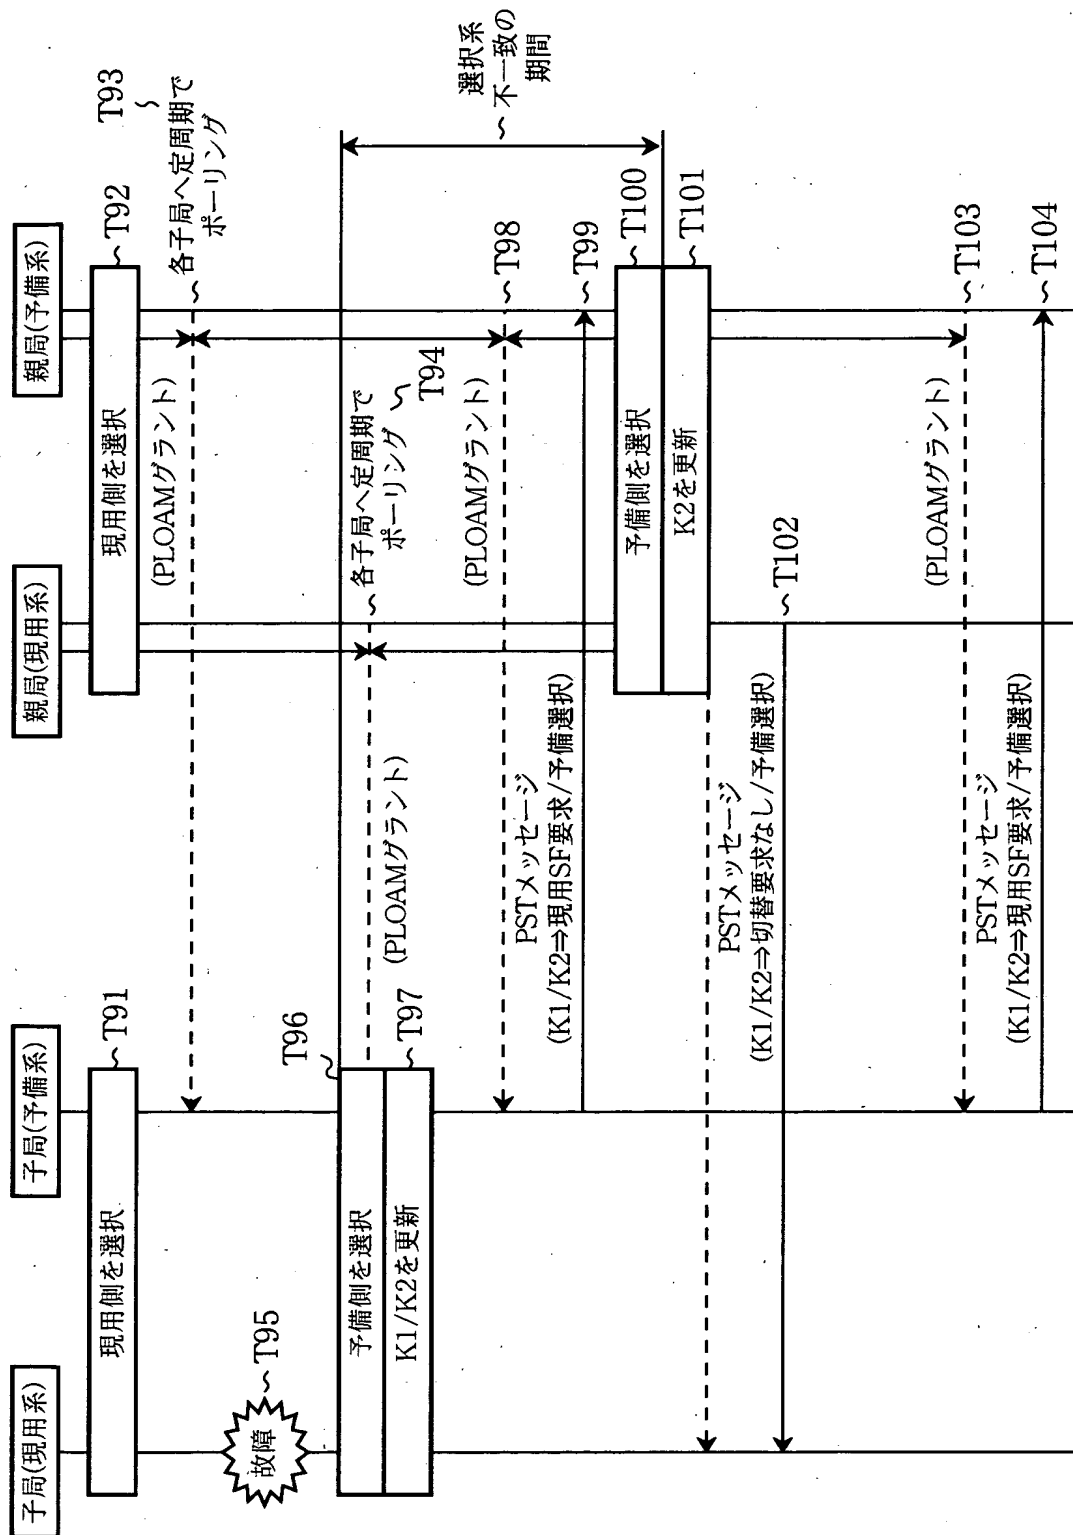 子局(現用系)
子局(予備系)
親局(現用系)
親局(予備系)
現用側を選択
T91
現用側を選択
T92
T93
各子局へ定周期で
ポーリング
(PLOAMグラント)
故障
T95
T96
予備側を選択
K1/K2を更新
T97
各子局へ定周期で
ポーリング
T94
(PLOAMグラント)
選択系
不一致の
期間
(PLOAMグラント)
T98
PSTメッセージ
(K1/K2⇒現用SF要求/予備選択)
T99
予備側を選択
T100
K2を更新
T101
PSTメッセージ
(K1/K2⇒切替要求なし/予備選択)
T102
(PLOAMグラント)
T103
PSTメッセージ
(K1/K2⇒現用SF要求/予備選択)
T104